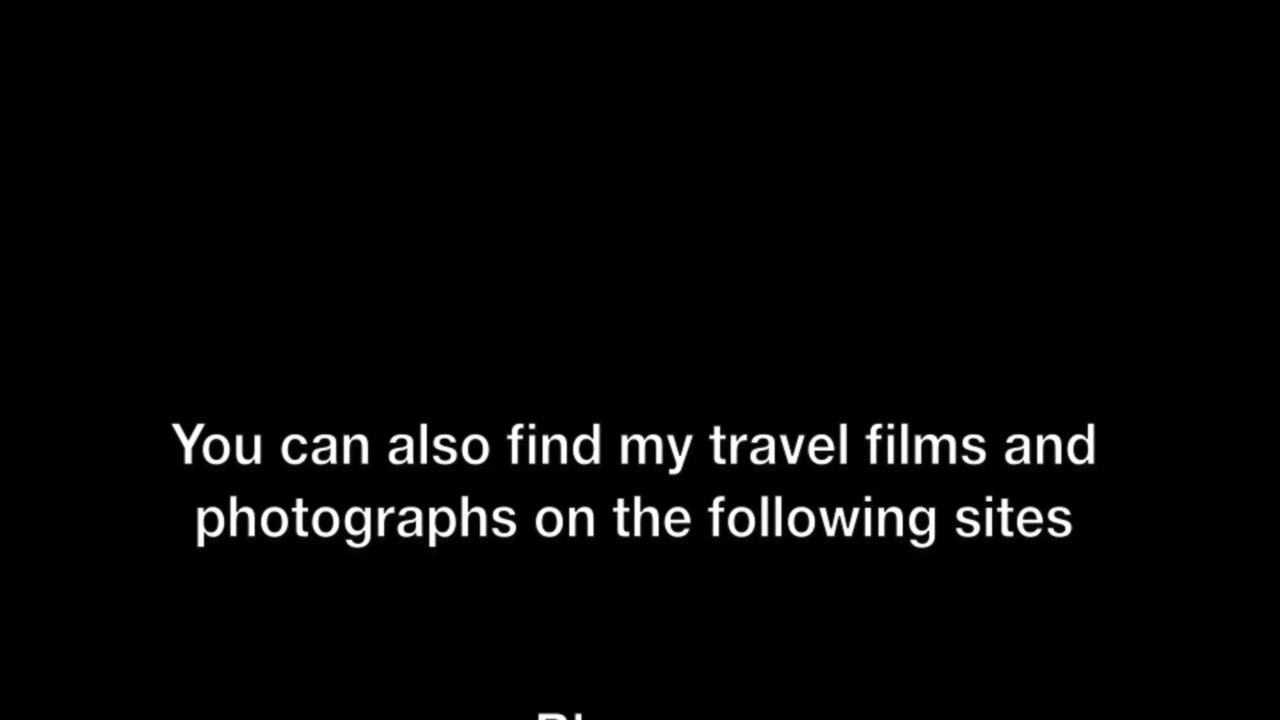 You can also find my travel films and
photographs on the following sites